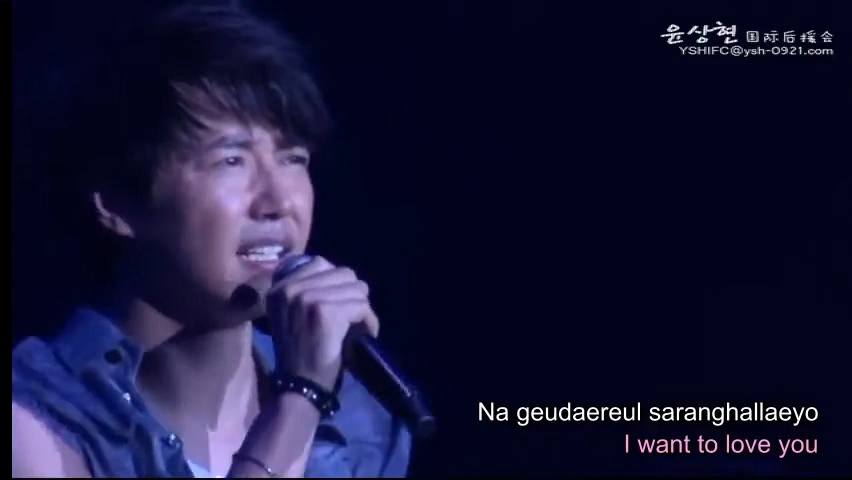 윤상현 国际后援会
YSHIFC@ysh-0921.com
Na geudaereul saranghallaeyo
I want to love you